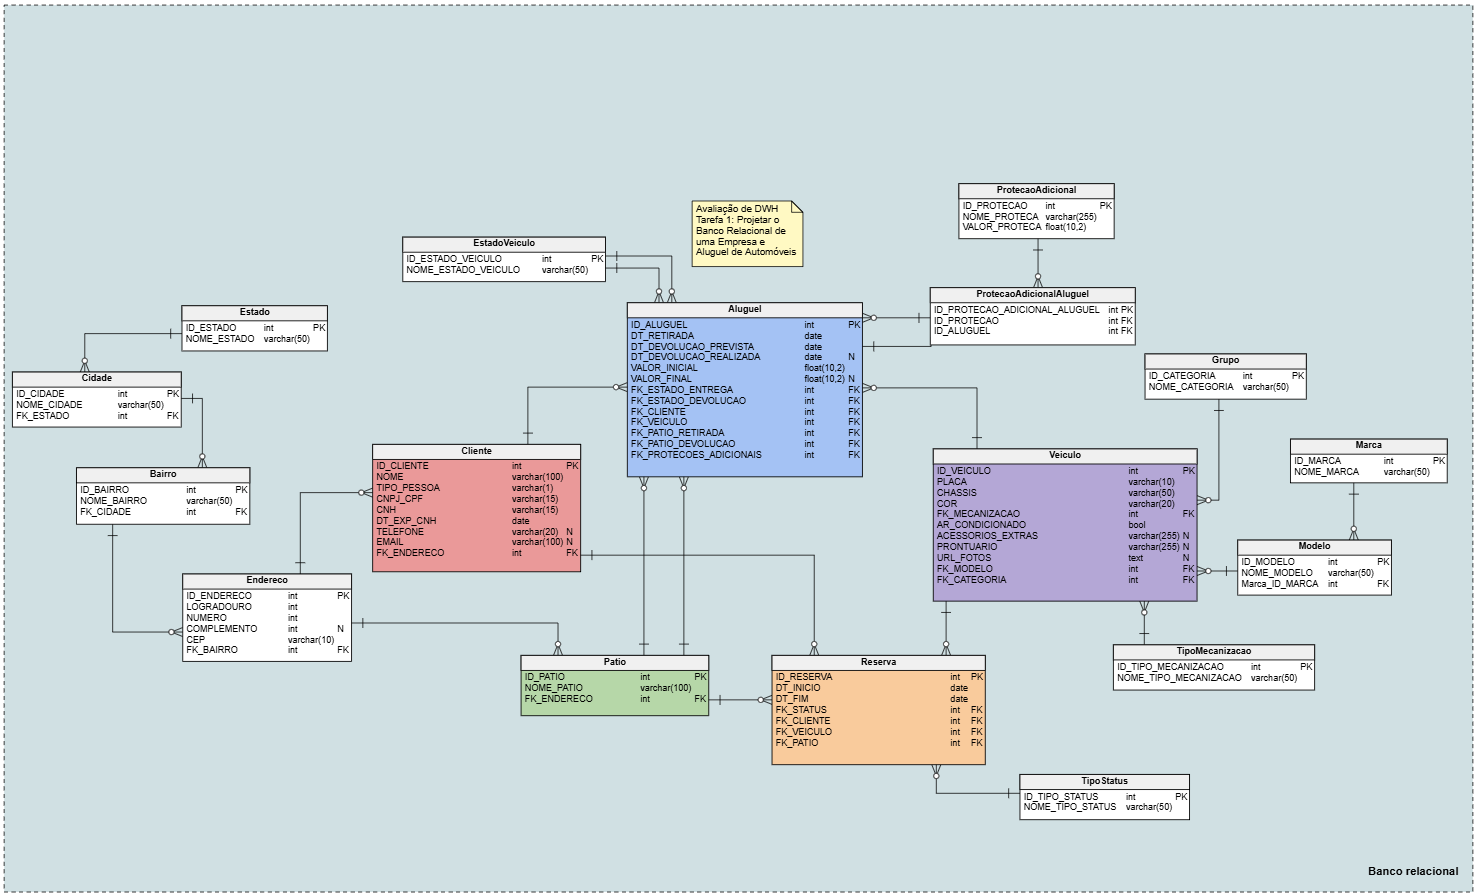 ProtecaoAdicional
ID_PROTECAO int PK
NOME_PROTECA varchar(255)
VALOR_PROTECA float(10,2)
Avaliação de DWH
Tarefa 1: Projetar o
Banco Relacional de
uma Empresa e
Aluguel de Automóveis
EstadoVeiculo
ID_ESTADO_VEICULO int PK
NOME_ESTADO_VEICULO varchar(50)
ProtecaoAdicionalAluguel
ID_PROTECAO_ADICIONAL_ALUGUEL int PK
ID_PROTECAO int FK
ID_ALUGUEL int FK
Estado
ID_ESTADO int PK
NOME_ESTADO varchar(50)
Aluguel
ID_ALUGUEL int PK
DT_RETIRADA date
DT_DEVOLUCAO_PREVISTA date
DT_DEVOLUCAO_REALIZADA date N
VALOR_INICIAL float(10,2)
VALOR_FINAL float(10,2) N
FK_ESTADO_ENTREGA int FK
FK_ESTADO_DEVOLUCAO int FK
FK_CLIENTE int FK
FK_VEICULO int FK
FK_PATIO_RETIRADA int FK
FK_PATIO_DEVOLUCAO int FK
FK_PROTECOES_ADICIONAIS int FK
Grupo
ID_CATEGORIA int PK
NOME_CATEGORIA varchar(50)
Cidade
ID_CIDADE int PK
NOME_CIDADE varchar(50)
FK_ESTADO int FK
Marca
ID_MARCA int PK
NOME_MARCA varchar(50)
Cliente
ID_CLIENTE int PK
NOME varchar(100)
TIPO_PESSOA varchar(1)
CNPJ_CPF varchar(15)
CNH varchar(15)
DT_EXP_CNH date
TELEFONE varchar(20) N
EMAIL varchar(100) N
FK_ENDERECO int FK
Veiculo
ID_VEICULO int PK
PLACA varchar(10)
CHASSIS varchar(50)
COR varchar(20)
FK_MECANIZACAO int FK
AR_CONDICIONADO bool
ACESSORIOS_EXTRAS varchar(255) N
PRONTUARIO varchar(255) N
URL_FOTOS text N
FK_MODELO int FK
FK_CATEGORIA int FK
Bairro
ID_BAIRRO int PK
NOME_BAIRRO varchar(50)
FK_CIDADE int FK
Modelo
ID_MODELO int PK
NOME_MODELO varchar(50)
Marca_ID_MARCA int FK
Endereco
ID_ENDERECO int PK
LOGRADOURO int
NUMERO int
COMPLEMENTO int N
CEP varchar(10)
FK_BAIRRO int FK
TipoMecanizacao
ID_TIPO_MECANIZACAO int PK
NOME_TIPO_MECANIZACAO varchar(50)
Patio
ID_PATIO int PK
NOME_PATIO varchar(100)
FK_ENDERECO int FK
Reserva
ID_RESERVA int PK
DT_INICIO date
DT_FIM date
FK_STATUS int FK
FK_CLIENTE int FK
FK_VEICULO int FK
FK_PATIO int FK
TipoStatus
ID_TIPO_STATUS int PK
NOME_TIPO_STATUS varchar(50)
Banco relacional